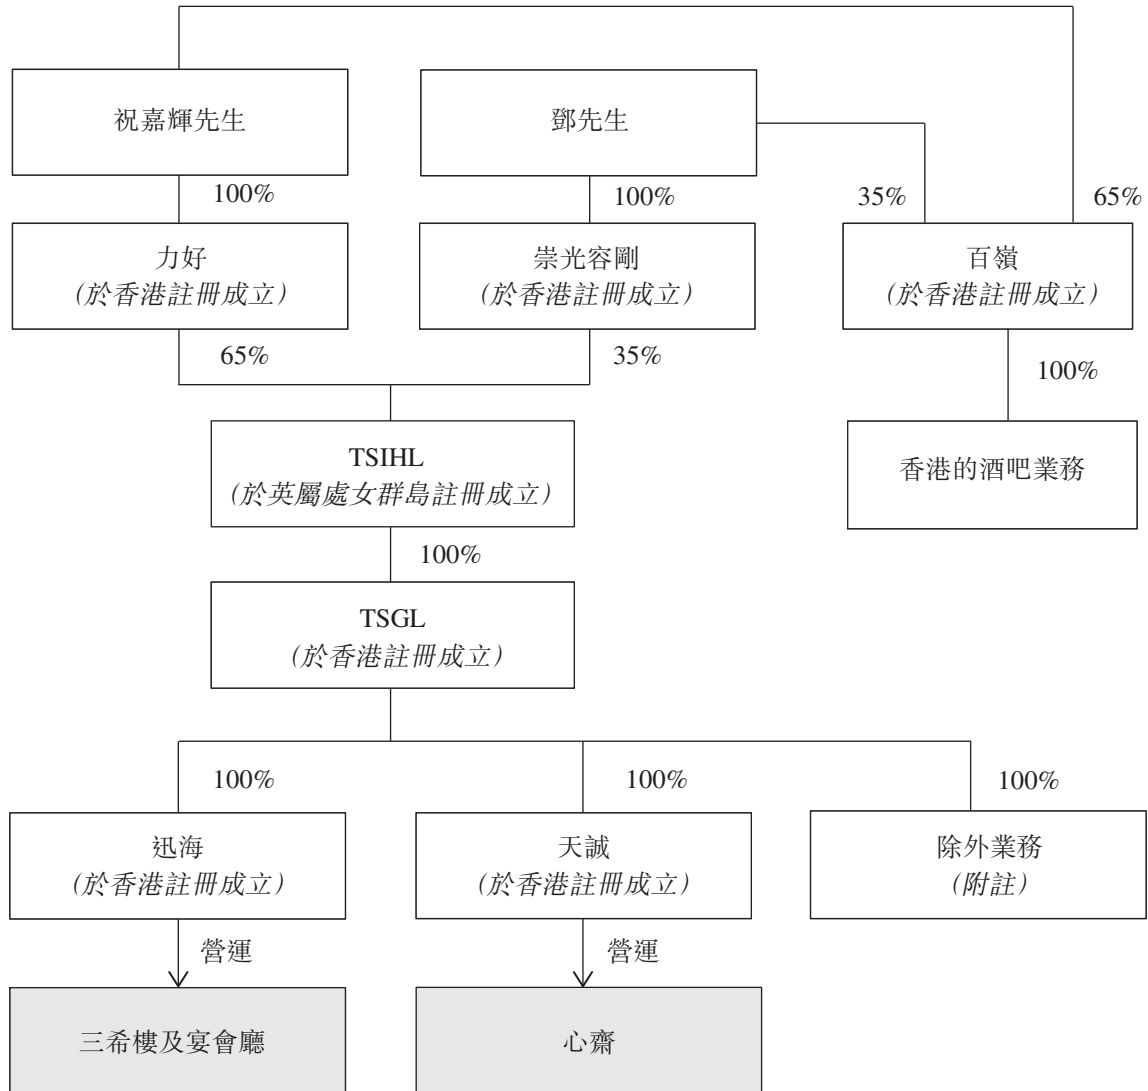 祝嘉輝先生
鄧先生
100%
100%
35%
65%
力好
(於香港註冊成立)
崇光容剛
(於香港註冊成立)
百嶺
(於香港註冊成立)
65%
35%
100%
TSIHL
(於英屬處女群島註冊成立)
香港的酒吧業務
100%
TSGL
(於香港註冊成立)
100%
100%
100%
迅海
(於香港註冊成立)
天誠
(於香港註冊成立)
除外業務
(附註)
營運
營運
三希樓及宴會廳
心齋